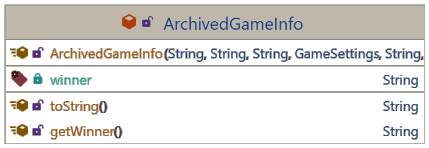 ArchivedGameInfo
ArchivedGameInfo(String, String, String, GameSettings, String,
winner String
toString() String
getWinner() String